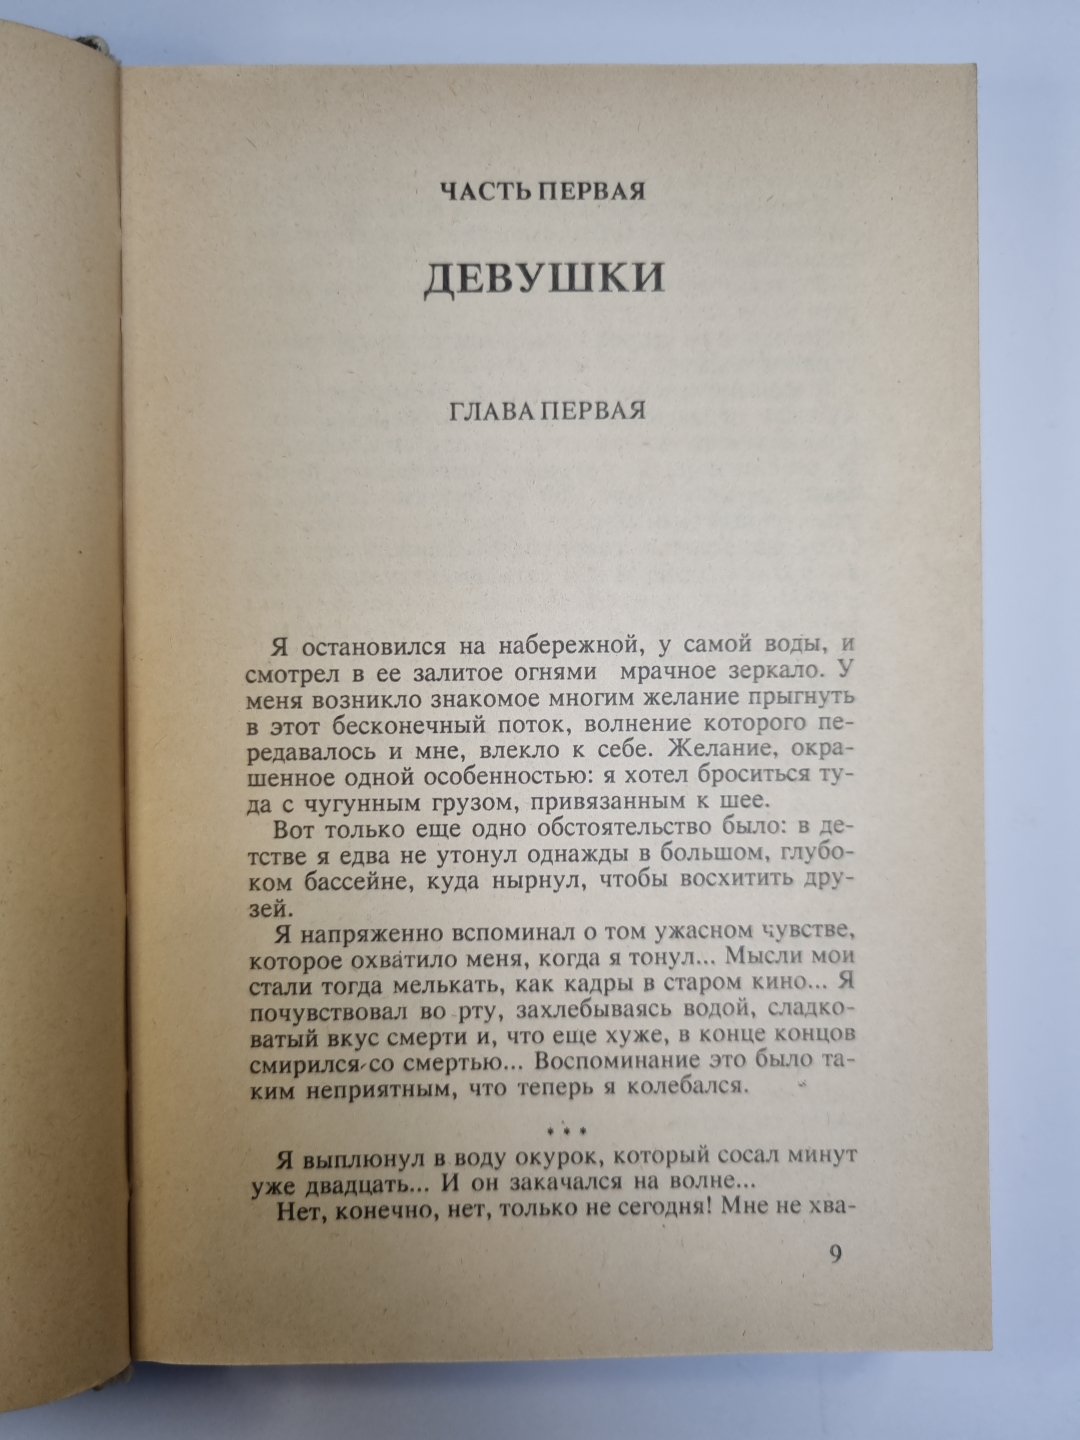 ЧАСТЬ ПЕРВАЯ
ДЕВУШКИ
ГЛАВА ПЕРВАЯ
Я остановился на набережной, у самой воды, и
смотрел в ее залитое огнями мрачное зеркало. У
меня возникло знакомое многим желание прыгнуть
в этот бесконечный поток, волнение которого пе-
редавалось и мне, влекло к себе. Желание, окра-
шенное одной особенностью: я хотел броситься ту-
да с чугунным грузом, привязанным к шее.
Вот только еще одно обстоятельство было: в де-
тстве я едва не утонул однажды в большом, глубо-
ком бассейне, куда нырнул, чтобы восхитить дру-
зей.
Я напряженно вспоминал о том ужасном чувстве,
которое охватило меня, когда я тонул... Мысли мои
стали тогда мелькать, как кадры в старом кино... Я
почувствовал во рту, захлебываясь водой, сладко-
ватый вкус смерти и, что еще хуже, в конце концов
смирился со смертью... Воспоминание это было та-
ким неприятным, что теперь я колебался.
* * *
Я выплюнул в воду окурок, который сосал минут
уже двадцать... И он закачался на волне...
Нет, конечно, нет, только не сегодня! Мне не хва-
9